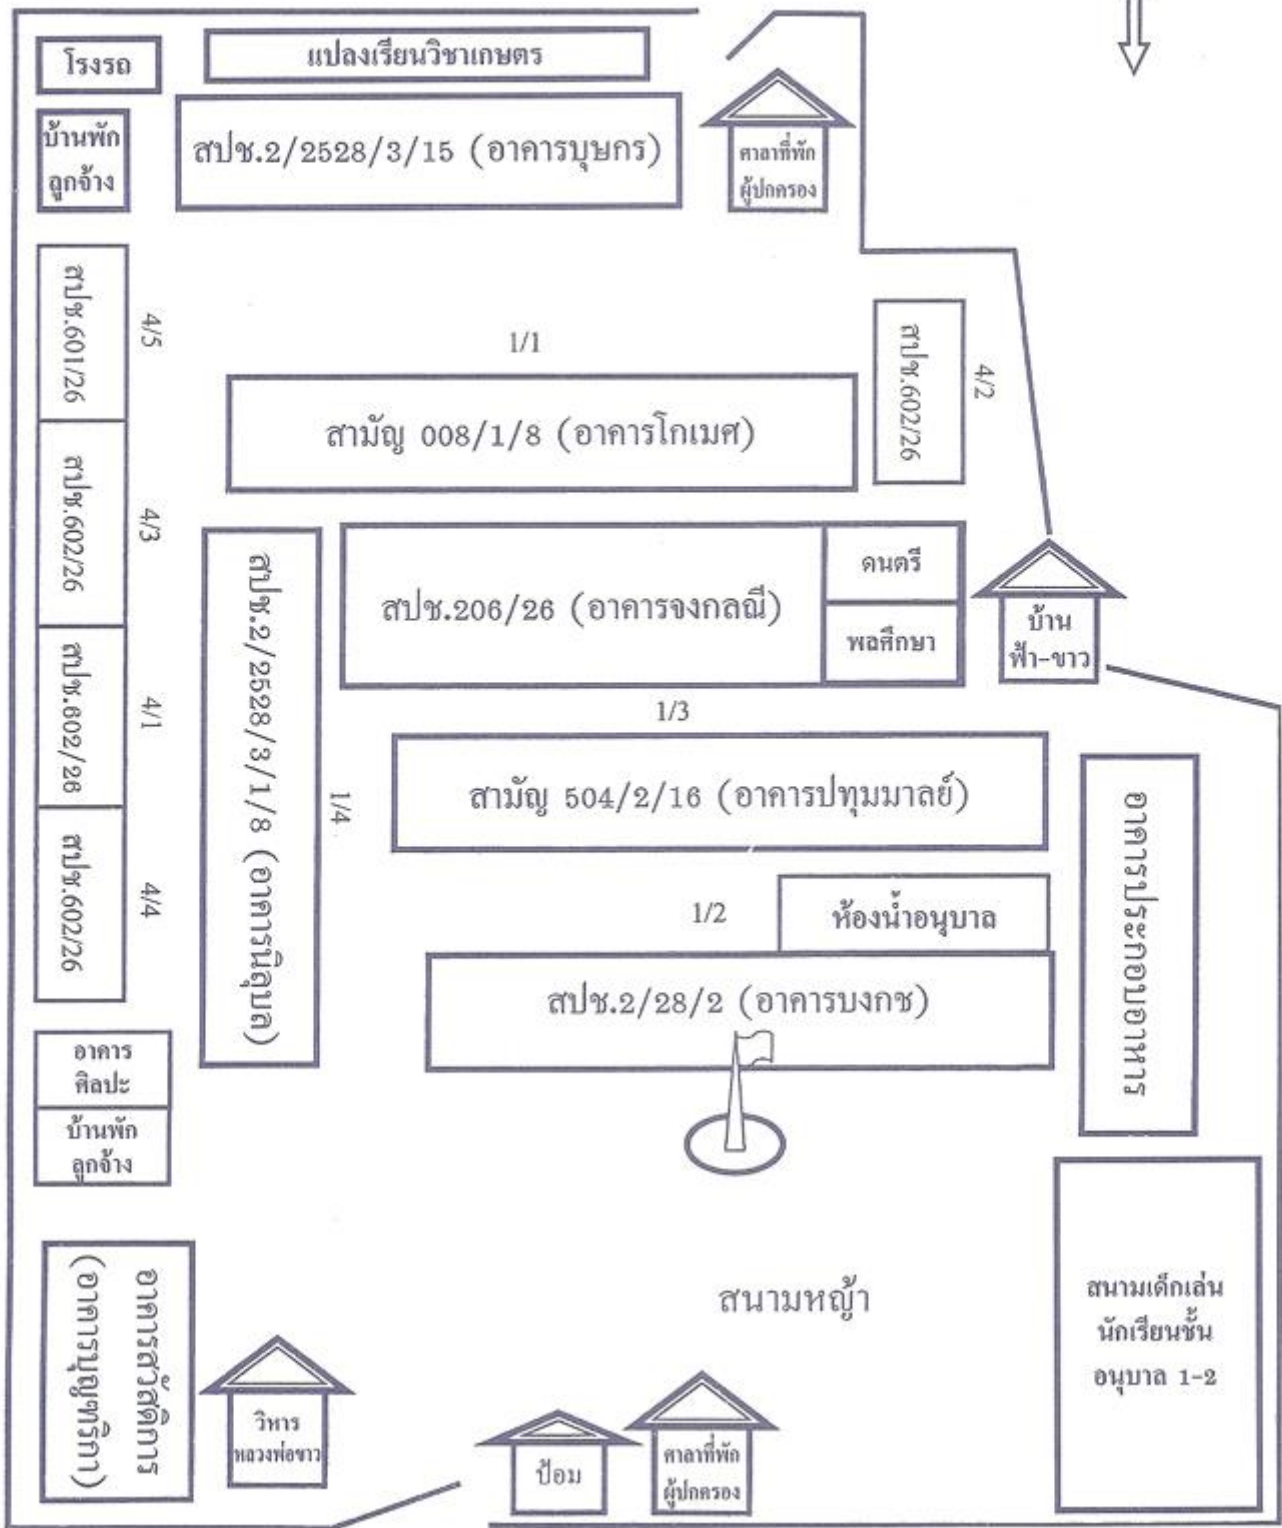 โรงรถ
แปลงเรียนวิชาเกษตร
บ้านพัก
ลูกจ้าง
สปช.2/2528/3/15 (อาคารบุษกร)
ศาลาที่พัก
ผู้ปกครอง
สปช.601/26
4/5
1/1
สปช.602/26
4/2
สามัญ 008/1/8 (อาคารโกเมศ)
สปช.602/26
4/3
สปช.2/2528/3/1/8 (อาคารนิลุบล)
สปช.206/26 (อาคารจงกลณี)
ดนตรี
พลศึกษา
บ้าน
ฟ้า-ขาว
สปช.602/26
4/1
1/3
1/4
สามัญ 504/2/16 (อาคารปทุมมาลย์)
อาคารประกอบอาหาร
สปช.602/26
4/4
1/2
ห้องน้ำอนุบาล
สปช.2/28/2 (อาคารบงกช)
อาคาร
ศิลปะ
บ้านพัก
ลูกจ้าง
อาคารสวัสดิการ
(อาคารบุญฑริกา)
วิหาร
หลวงพ่อขาว
สนามหญ้า
สนามเด็กเล่น
นักเรียนชั้น
อนุบาล 1-2
ป้อม
ศาลาที่พัก
ผู้ปกครอง